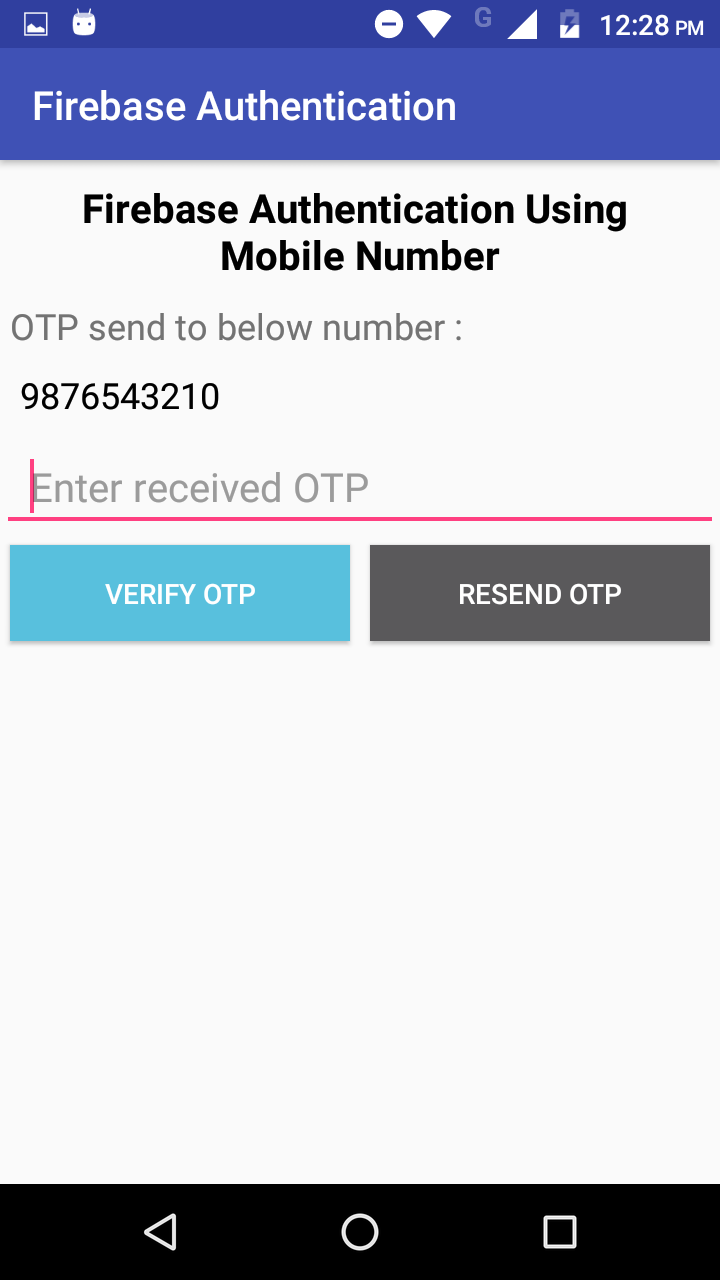 G 12:28 PM
Firebase Authentication
Firebase Authentication Using
Mobile Number
OTP send to below number :
9876543210
Enter received OTP
VERIFY OTP RESEND OTP